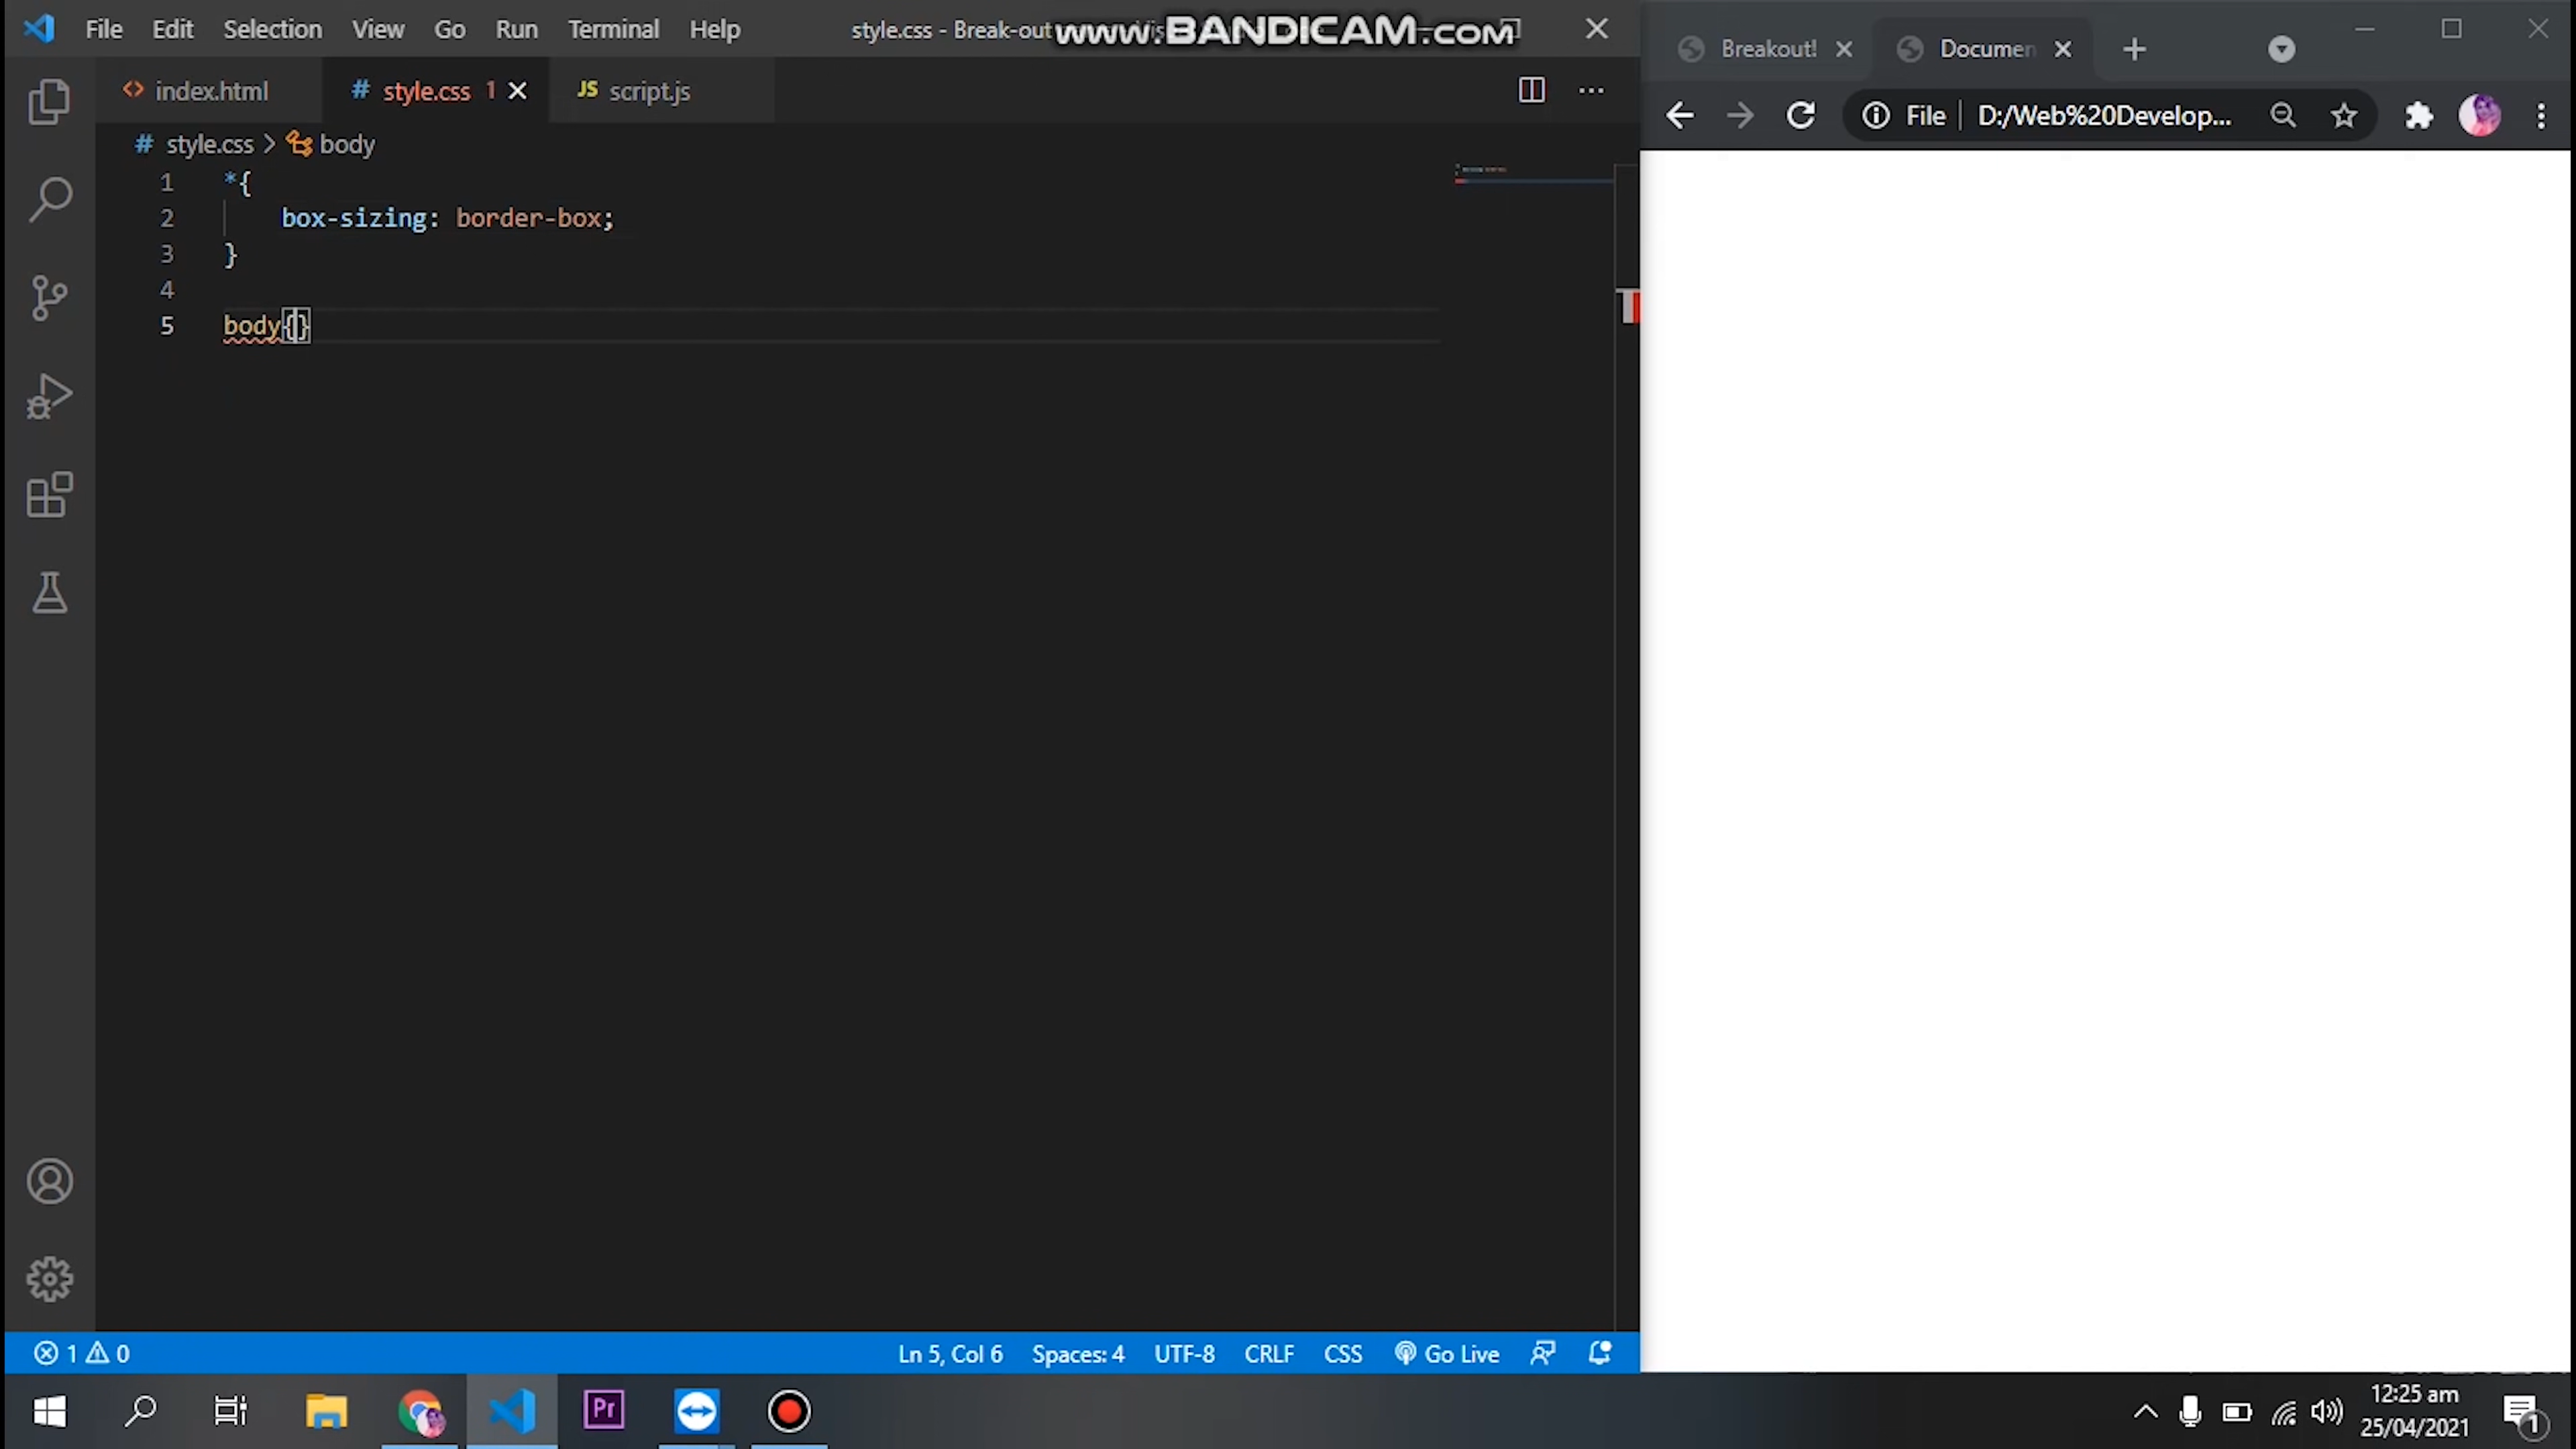 File Edit Selection View Go Run Terminal Help
style.css - Break-out
www.BANDICAM.com
Breakout!
Documen
index.html
style.css 1
JS script.js
File D:/Web%20Develop...
# style.css > body
1 *{
2 box-sizing: border-box;
3 }
4
5 body{}
1 0
Ln 5, Col 6
Spaces: 4
UTF-8
CRLF
CSS
Go Live
Pr
12:25 am
25/04/2021
1